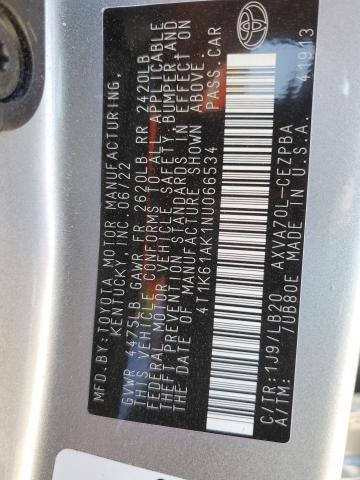 MFD.BY:TOYOTA MOTOR MANUFACTURING,
KENTUCKY, INC. 06/22
GVWR 4475LB GAWR FR 2620LB RR 2420LB
THIS VEHICLE CONFORMS TO ALL APPLICABLE
FEDERAL MOTOR VEHICLE SAFETY,BUMPER,AND
THEFT PREVENTION STANDARDS IN EFFECT ON
THE DATE OF MANUFACTURE SHOWN ABOVE.
4T1K61AK1NU066534 PASS.CAR
C/TR:1J9/LB20 AXVA70L-CEZPBA
A/TM: /UB80E MADE IN U.S.A. 41913
TOYOTA